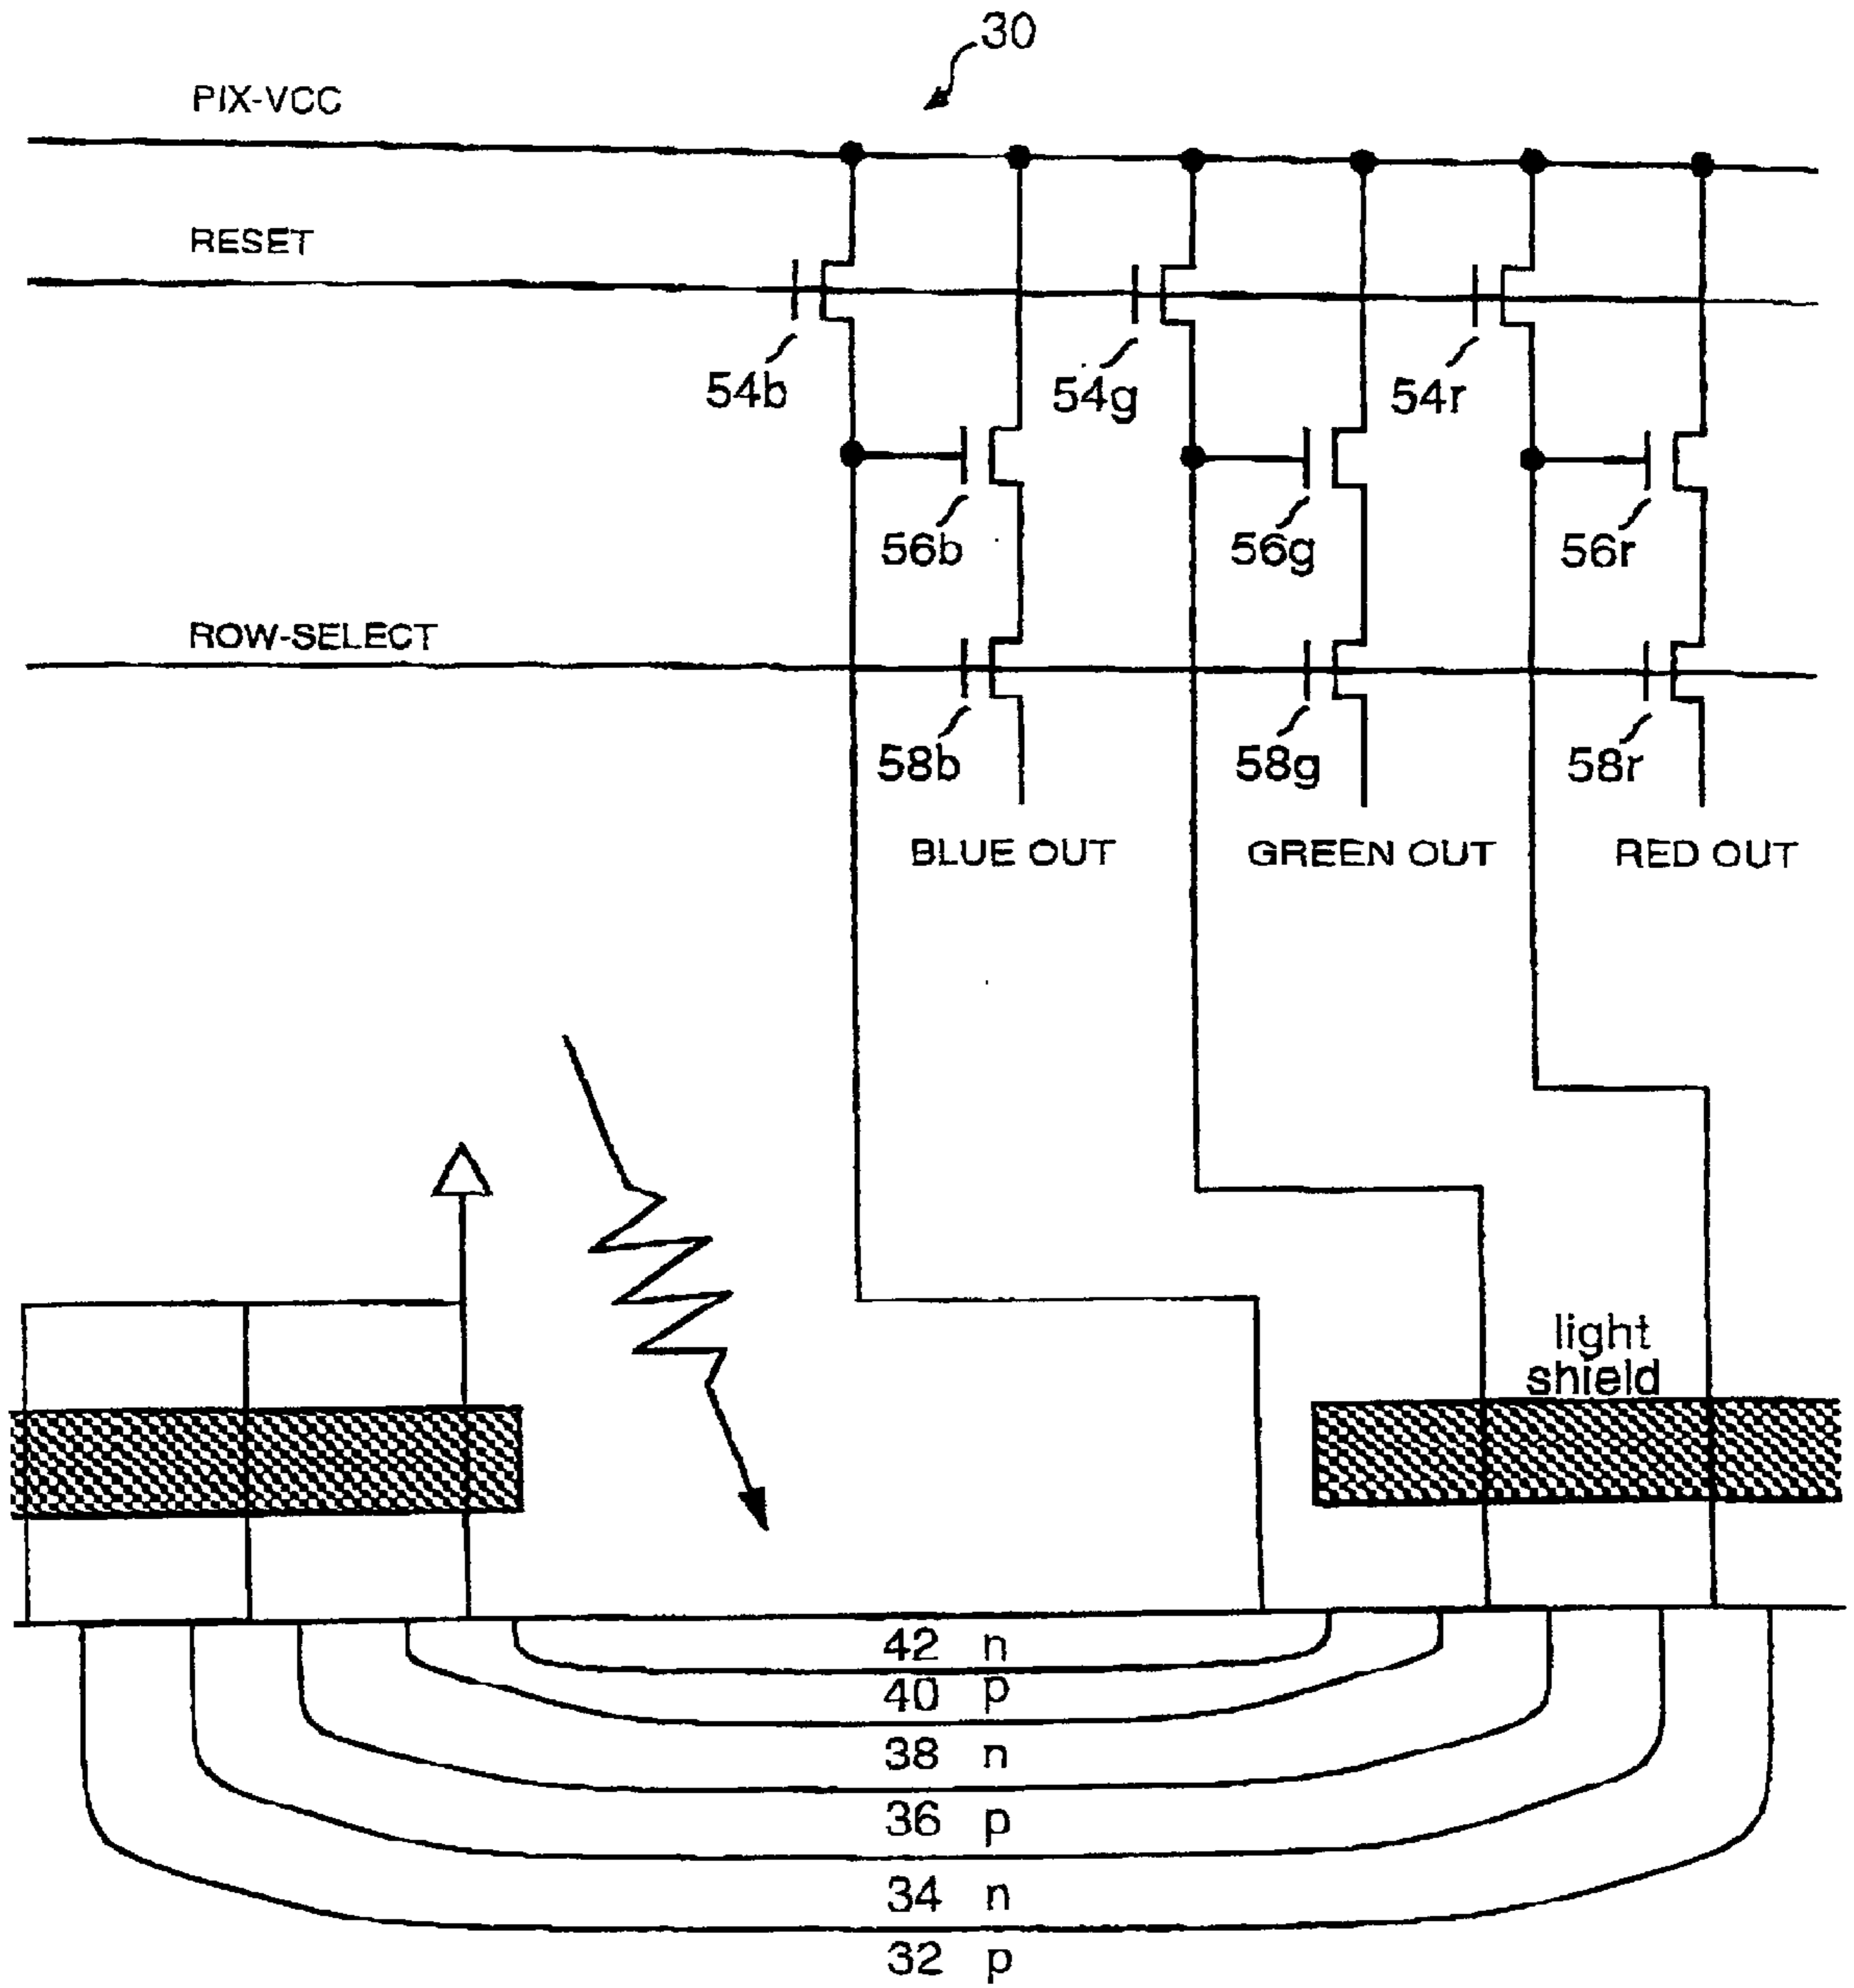 30
PIX-VCC
RESET
54b
54g
54r
56b
56g
56r
ROW-SELECT
58b
58g
58r
BLUE OUT
GREEN OUT
RED OUT
light
shield
42 n
40 p
38 n
36 p
34 n
32 p